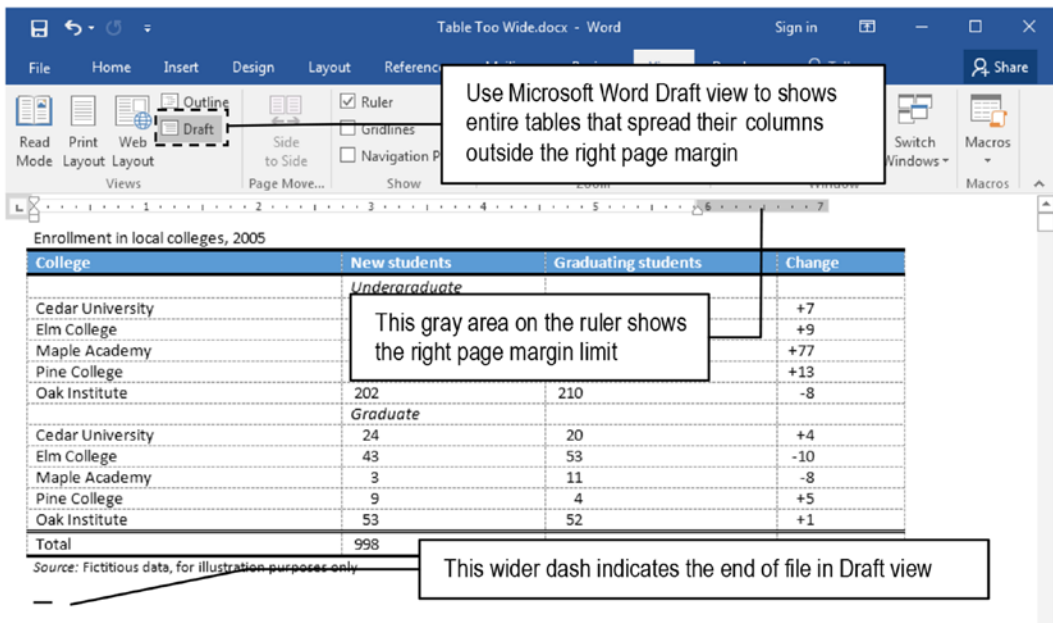 Table Too Wide.docx - Word Sign in
File Home Insert Design Layout Share
Outline
Draft
Read Mode
Print Layout
Web Layout
Views
Side to Side
Page Move...
Ruler
Gridlines
Navigation P
Show
Use Microsoft Word Draft view to shows
entire tables that spread their columns
outside the right page margin
Switch
Windows
Macros
Macros
1 2 3 4 5 6 7
Enrollment in local colleges, 2005
College New students Graduating students Change
Undergraduate
Cedar University +7
Elm College +9
Maple Academy +77
Pine College +13
This gray area on the ruler shows
the right page margin limit
Oak Institute 202 210 -8
Graduate
Cedar University 24 20 +4
Elm College 43 53 -10
Maple Academy 3 11 -8
Pine College 9 4 +5
Oak Institute 53 52 +1
Total 998
Source: Fictitious data, for illustration purposes only
This wider dash indicates the end of file in Draft view